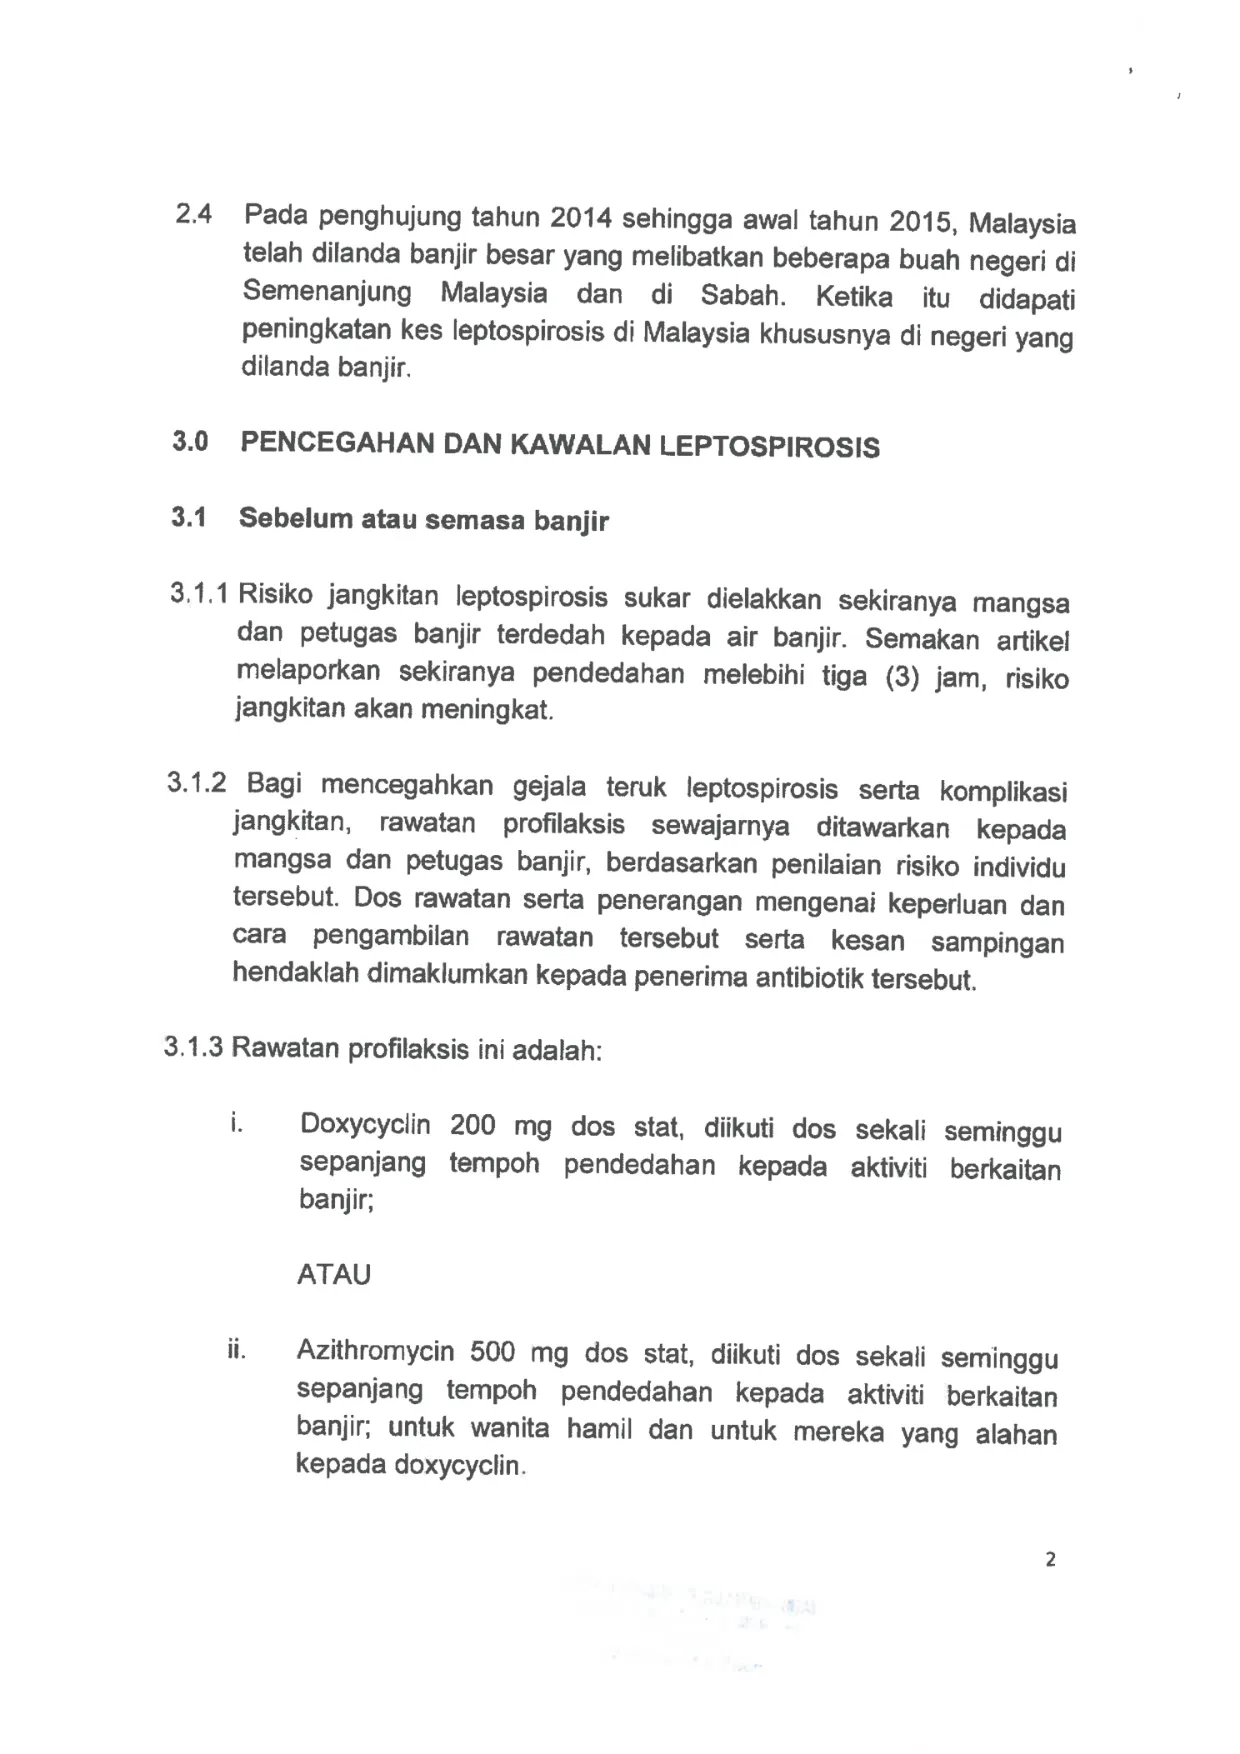 2.4 Pada penghujung tahun 2014 sehingga awal tahun 2015, Malaysia
telah dilanda banjir besar yang melibatkan beberapa buah negeri di
Semenanjung Malaysia dan di Sabah. Ketika itu didapati
peningkatan kes leptospirosis di Malaysia khususnya di negeri yang
dilanda banjir.
3.0 PENCEGAHAN DAN KAWALAN LEPTOSPIROSIS
3.1 Sebelum atau semasa banjir
3.1.1 Risiko jangkitan leptospirosis sukar dielakkan sekiranya mangsa
dan petugas banjir terdedah kepada air banjir. Semakan artikel
melaporkan sekiranya pendedahan melebihi tiga (3) jam, risiko
jangkitan akan meningkat.
3.1.2 Bagi mencegahkan gejala teruk leptospirosis serta komplikasi
jangkitan, rawatan profilaksis sewajarnya ditawarkan kepada
mangsa dan petugas banjir, berdasarkan penilaian risiko individu
tersebut. Dos rawatan serta penerangan mengenai keperluan dan
cara pengambilan rawatan tersebut serta kesan sampingan
hendaklah dimaklumkan kepada penerima antibiotik tersebut.
3.1.3 Rawatan profilaksis ini adalah:
i. Doxycyclin 200 mg dos stat, diikuti dos sekali seminggu
sepanjang tempoh pendedahan kepada aktiviti berkaitan
banjir;
ATAU
ii. Azithromycin 500 mg dos stat, diikuti dos sekali seminggu
sepanjang tempoh pendedahan kepada aktiviti berkaitan
banjir; untuk wanita hamil dan untuk mereka yang alahan
kepada doxycyclin.
2